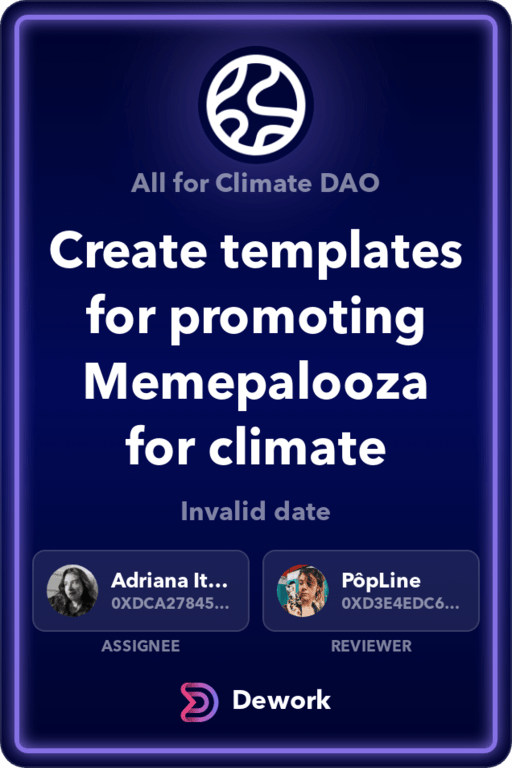 All for Climate DAO
Create templates
for promoting
Memepalooza
for climate
Invalid date
Adriana It...
0XDCA27845...
PôpLine
0XD3E4EDC6...
ASSIGNEE
REVIEWER
Dework